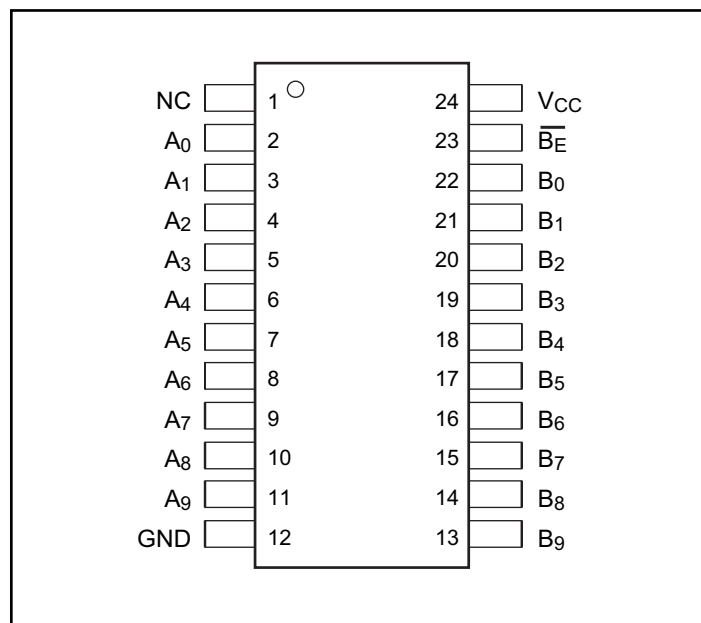 NC 1 24 VCC
A0 2 23 B̅E̅
A1 3 22 B0
A2 4 21 B1
A3 5 20 B2
A4 6 19 B3
A5 7 18 B4
A6 8 17 B5
A7 9 16 B6
A8 10 15 B7
A9 11 14 B8
GND 12 13 B9